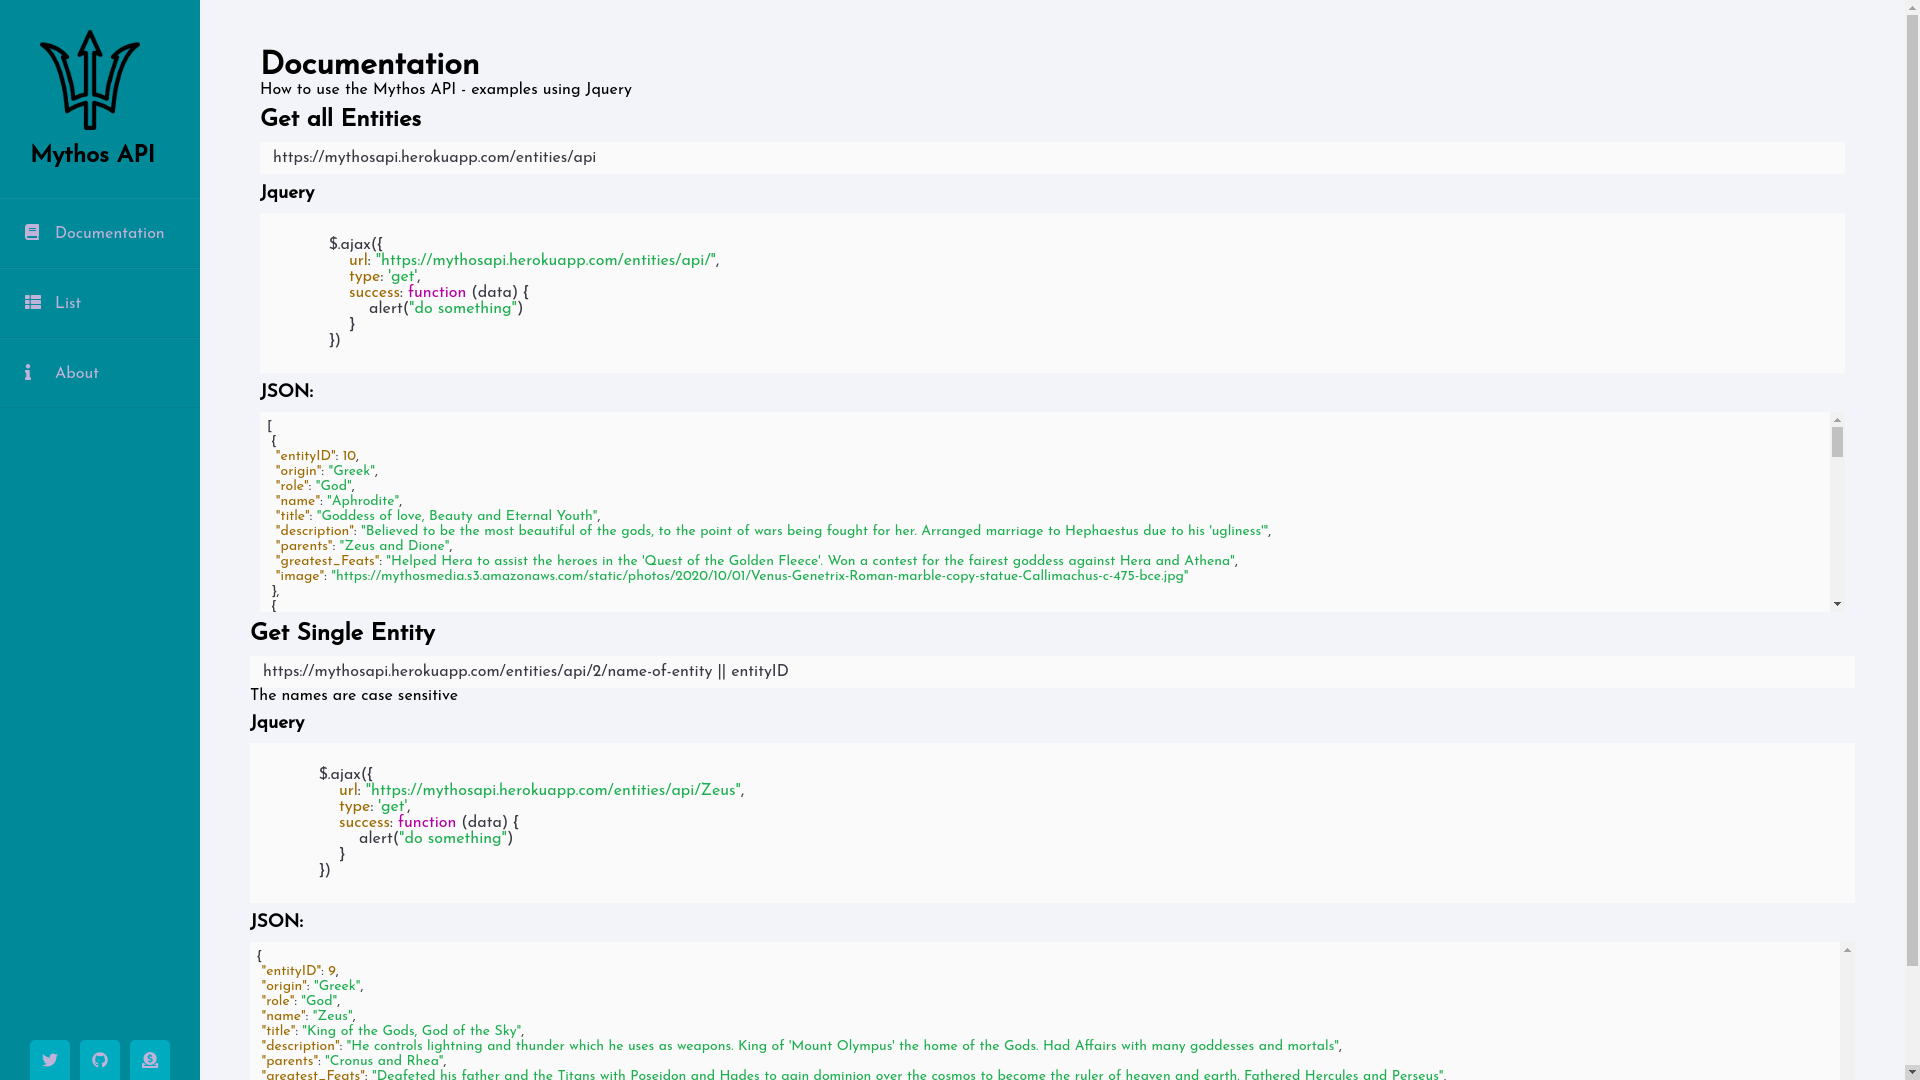 Mythos API
Documentation
List
About
Documentation
How to use the Mythos API - examples using Jquery
Get all Entities
https://mythosapi.herokuapp.com/entities/api
Jquery
$.ajax({
url: "https://mythosapi.herokuapp.com/entities/api/",
type: 'get',
success: function (data) {
alert("do something")
}
})
JSON:
[
{
"entityID": 10,
"origin": "Greek",
"role": "God",
"name": "Aphrodite",
"title": "Goddess of love, Beauty and Eternal Youth",
"description": "Believed to be the most beautiful of the gods, to the point of wars being fought for her. Arranged marriage to Hephaestus due to his 'ugliness'",
"parents": "Zeus and Dione",
"greatest_Feats": "Helped Hera to assist the heroes in the 'Quest of the Golden Fleece'. Won a contest for the fairest goddess against Hera and Athena",
"image": "https://mythosmedia.s3.amazonaws.com/static/photos/2020/10/01/Venus-Genetrix-Roman-marble-copy-statue-Callimachus-c-475-bce.jpg"
},
{
Get Single Entity
https://mythosapi.herokuapp.com/entities/api/2/name-of-entity || entityID
The names are case sensitive
Jquery
$.ajax({
url: "https://mythosapi.herokuapp.com/entities/api/Zeus",
type: 'get',
success: function (data) {
alert("do something")
}
})
JSON:
{
"entityID": 9,
"origin": "Greek",
"role": "God",
"name": "Zeus",
"title": "King of the Gods, God of the Sky",
"description": "He controls lightning and thunder which he uses as weapons. King of 'Mount Olympus' the home of the Gods. Had Affairs with many goddesses and mortals",
"parents": "Cronus and Rhea",
"greatest_Feats": "Deafeted his father and the Titans with Poseidon and Hades to gain dominion over the cosmos to become the ruler of heaven and earth. Fathered Hercules and Perseus",